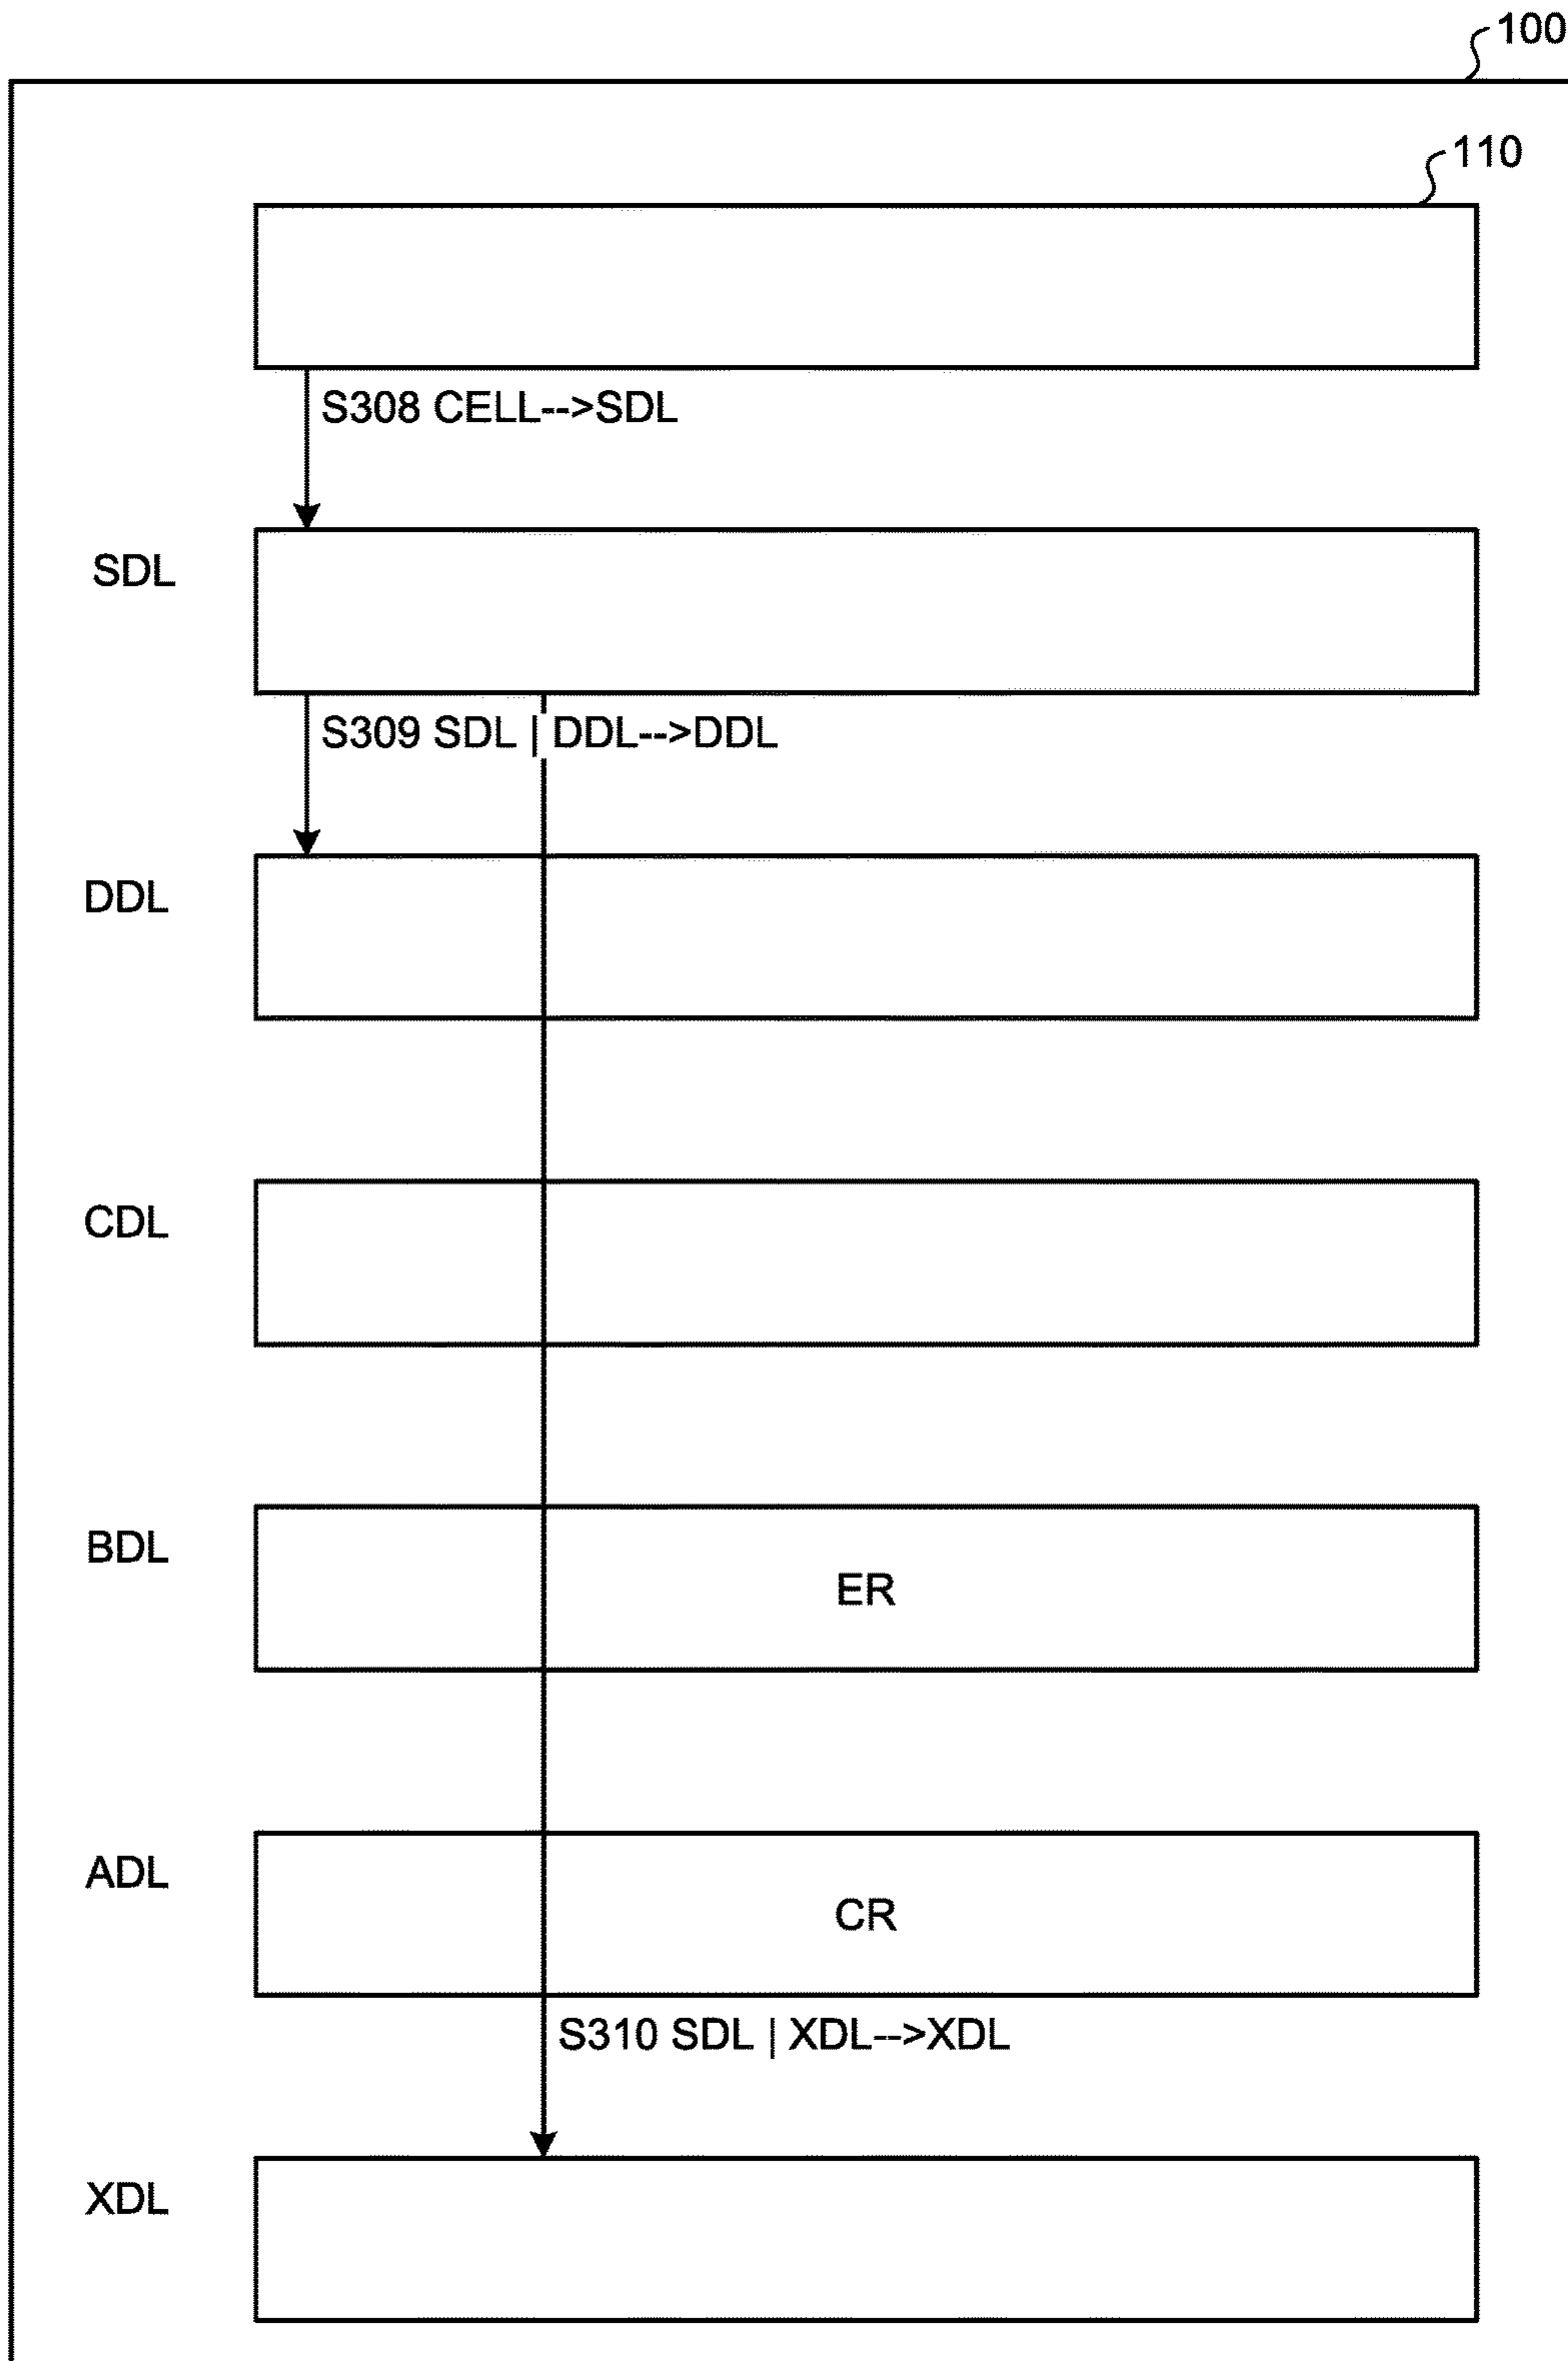 100
110
S308 CELL-->SDL
SDL
S309 SDL | DDL-->DDL
DDL
CDL
BDL
ER
ADL
CR
S310 SDL | XDL-->XDL
XDL